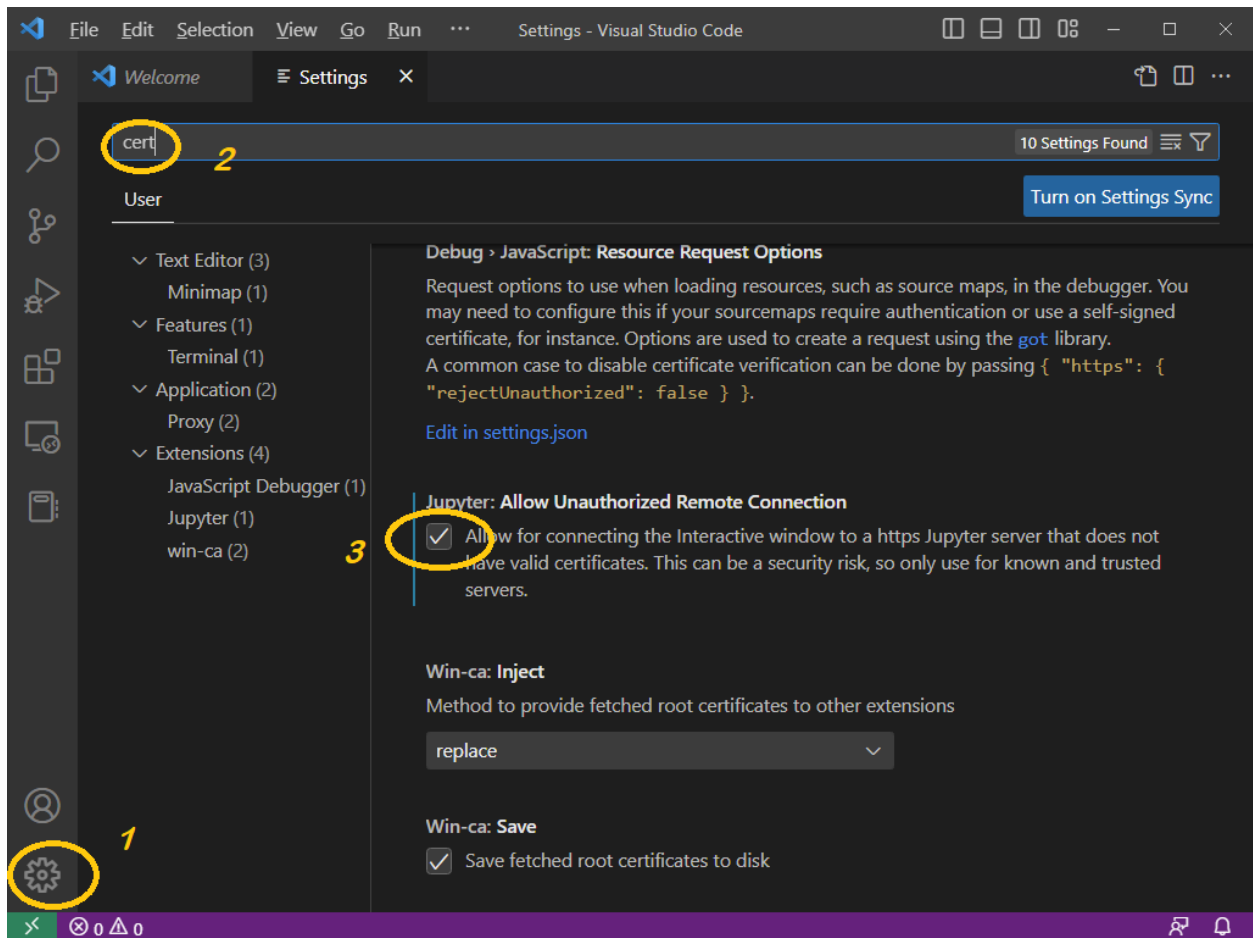 File Edit Selection View Go Run ··· Settings - Visual Studio Code
Welcome Settings
cert 10 Settings Found
2
User Turn on Settings Sync
Text Editor (3)
Minimap (1)
Features (1)
Terminal (1)
Application (2)
Proxy (2)
Extensions (4)
JavaScript Debugger (1)
Jupyter (1)
win-ca (2)
Debug › JavaScript: Resource Request Options
Request options to use when loading resources, such as source maps, in the debugger. You
may need to configure this if your sourcemaps require authentication or use a self-signed
certificate, for instance. Options are used to create a request using the got library.
A common case to disable certificate verification can be done by passing { "https": {
"rejectUnauthorized": false } }.
Edit in settings.json
Jupyter: Allow Unauthorized Remote Connection
3
Allow for connecting the Interactive window to a https Jupyter server that does not
have valid certificates. This can be a security risk, so only use for known and trusted
servers.
Win-ca: Inject
Method to provide fetched root certificates to other extensions
replace
Win-ca: Save
Save fetched root certificates to disk
1
0 0